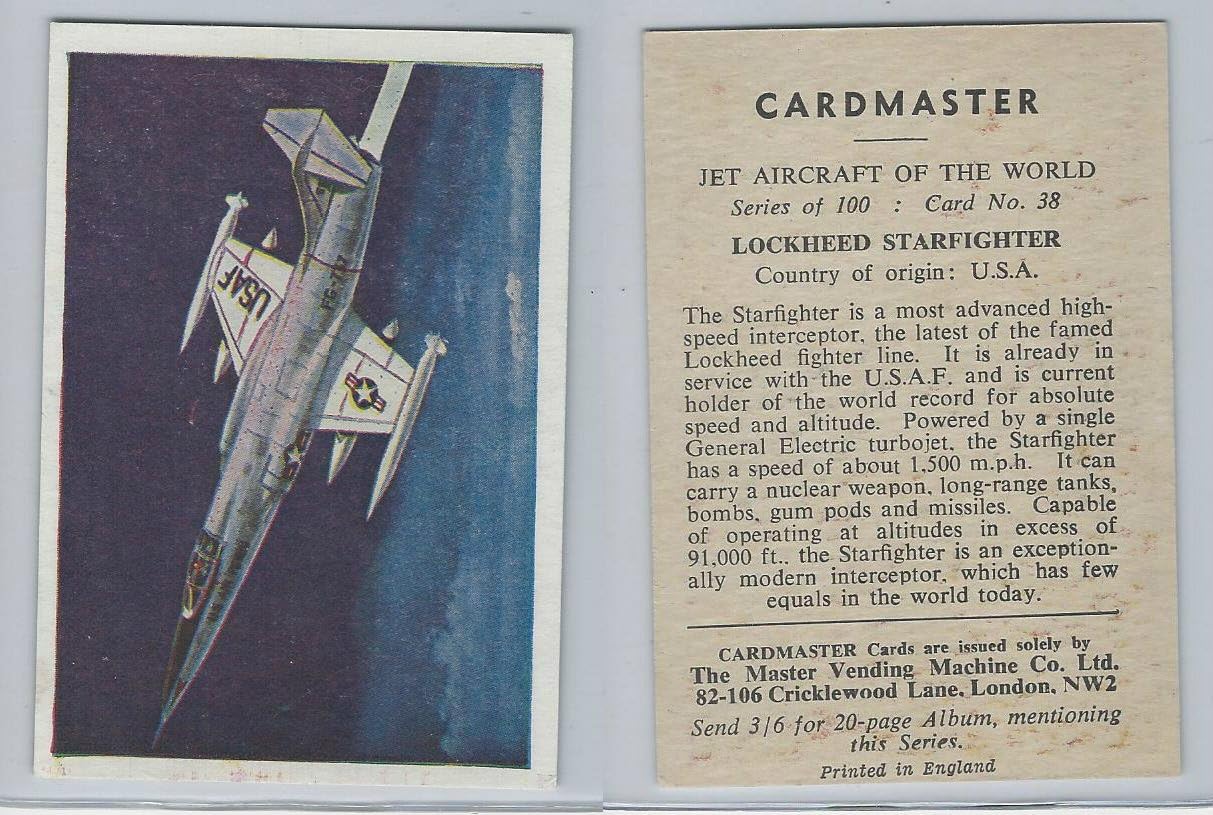 USAF
FG-787
CARDMASTER
JET AIRCRAFT OF THE WORLD
Series of 100 : Card No. 38
LOCKHEED STARFIGHTER
Country of origin: U.S.A.
The Starfighter is a most advanced high-
speed interceptor, the latest of the famed
Lockheed fighter line. It is already in
service with the U.S.A.F. and is current
holder of the world record for absolute
speed and altitude. Powered by a single
General Electric turbojet, the Starfighter
has a speed of about 1,500 m.p.h. It can
carry a nuclear weapon, long-range tanks,
bombs, gum pods and missiles. Capable
of operating at altitudes in excess of
91,000 ft., the Starfighter is an exception-
ally modern interceptor, which has few
equals in the world today.
CARDMASTER Cards are issued solely by
The Master Vending Machine Co. Ltd.
82-106 Cricklewood Lane, London, NW2
Send 3/6 for 20-page Album, mentioning
this Series.
Printed in England